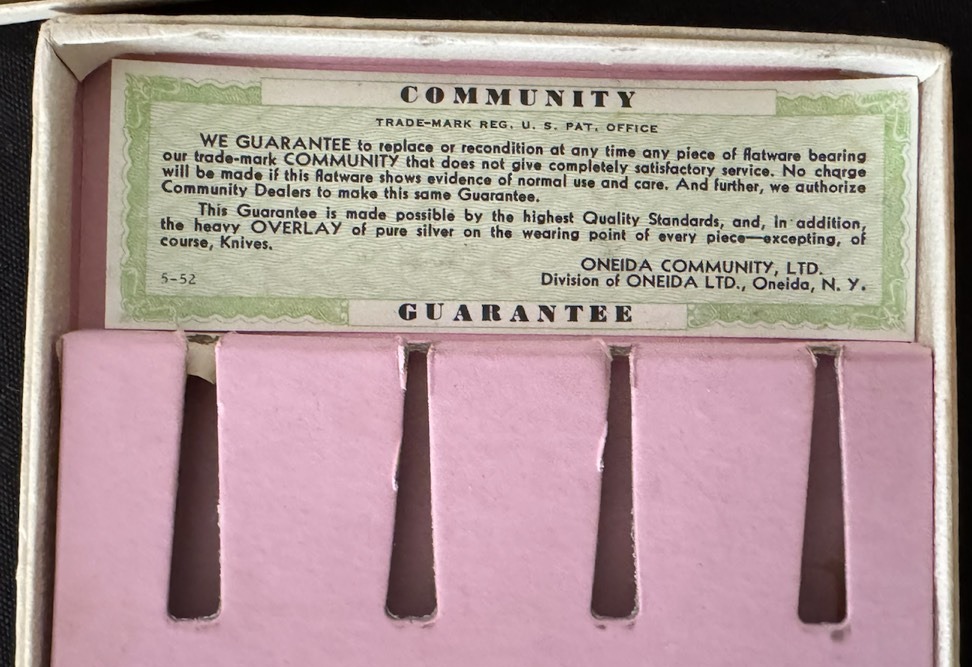 COMMUNITY
TRADE-MARK REG. U. S. PAT. OFFICE
WE GUARANTEE to replace or recondition at any time any piece of flatware bearing
our trade-mark COMMUNITY that does not give completely satisfactory service. No charge
will be made if this flatware shows evidence of normal use and care. And further, we authorize
Community Dealers to make this same Guarantee.
This Guarantee is made possible by the highest Quality Standards, and, in addition,
the heavy OVERLAY of pure silver on the wearing point of every piece—excepting, of
course, Knives.
ONEIDA COMMUNITY, LTD.
5-52 Division of ONEIDA LTD., Oneida, N. Y.
GUARANTEE